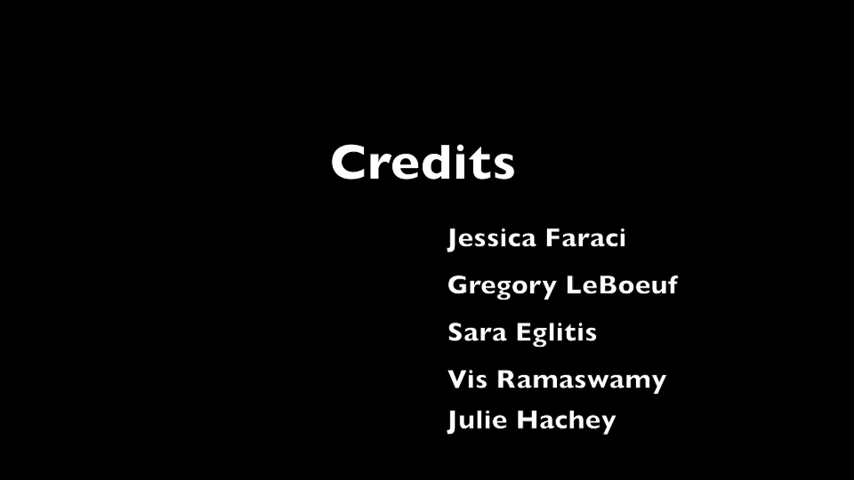 Credits
Jessica Faraci
Gregory LeBoeuf
Sara Eglitis
Vis Ramaswamy
Julie Hachey